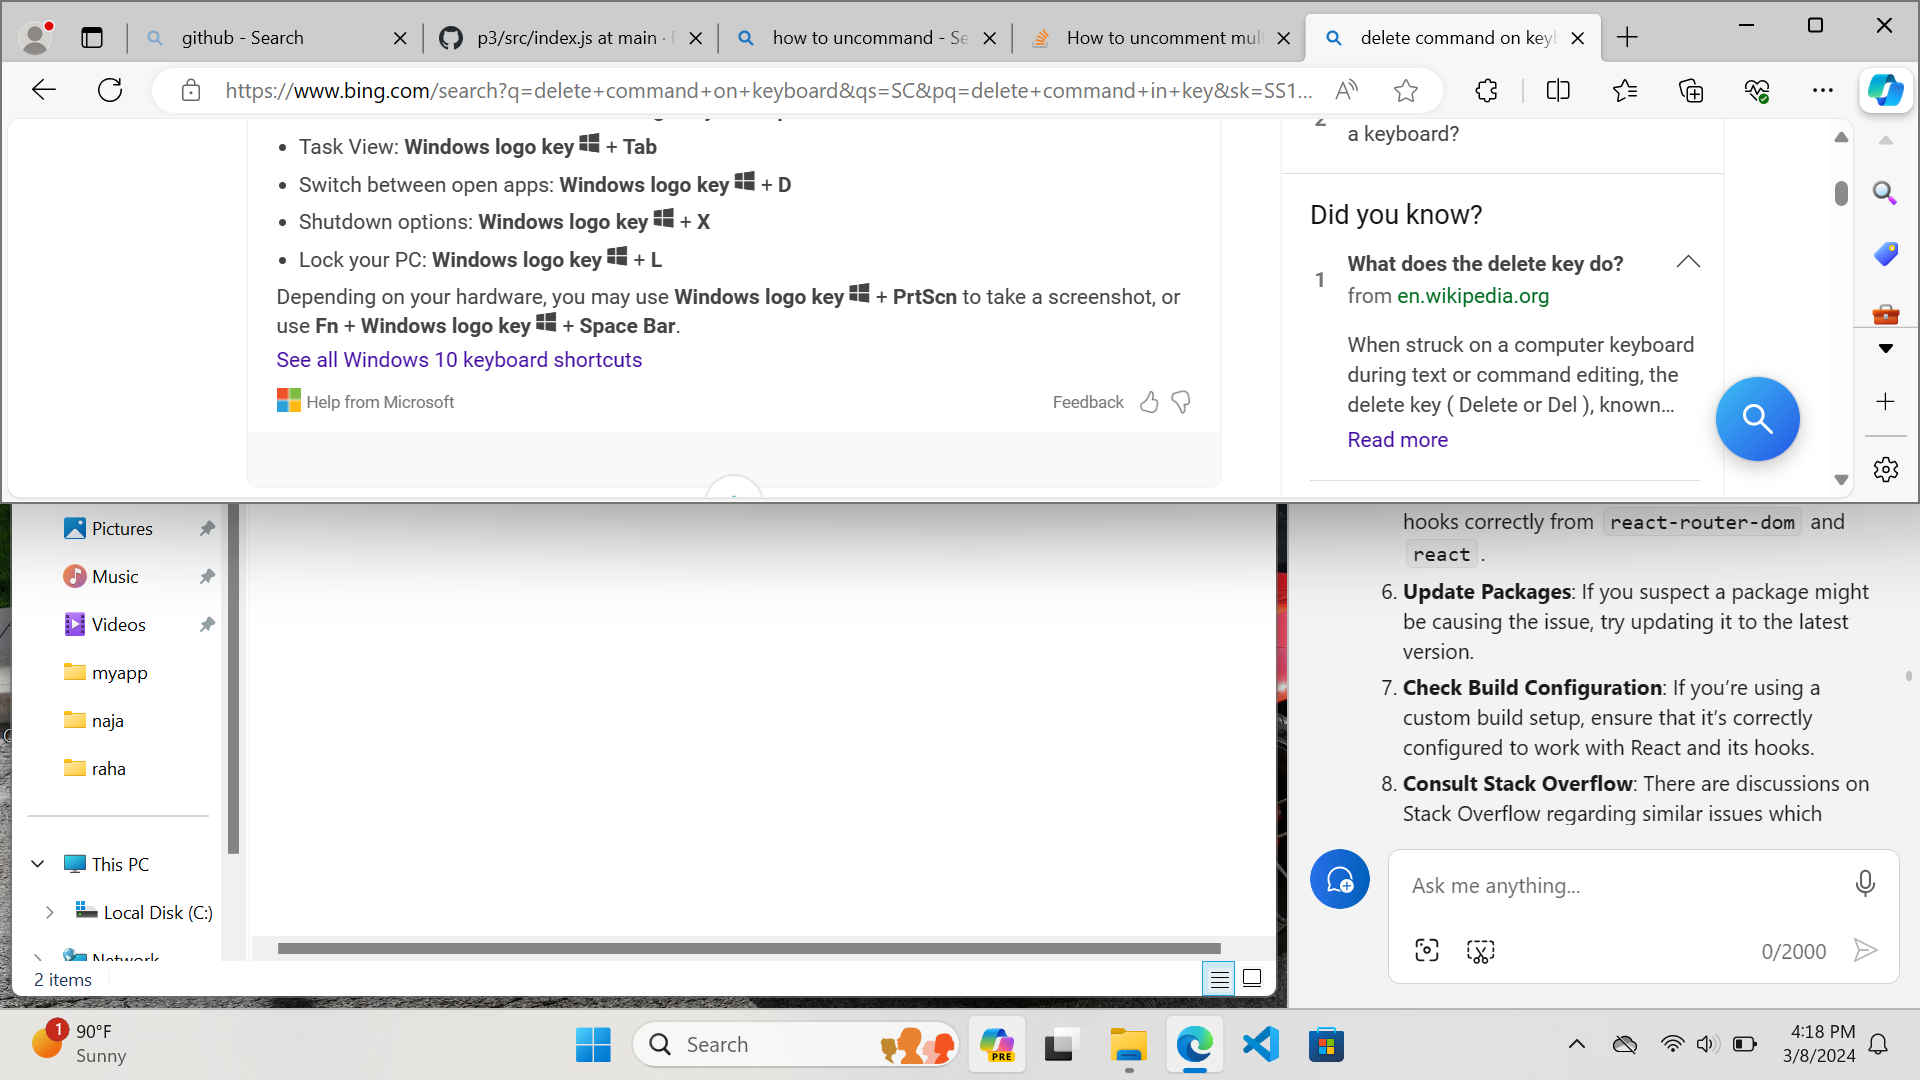 github - Search
p3/src/index.js at main ·
how to uncommand - Se
How to uncomment mul
delete command on keyb
https://www.bing.com/search?q=delete+command+on+keyboard&qs=SC&pq=delete+command+in+key&sk=SS1...
• Task View: Windows logo key + Tab
• Switch between open apps: Windows logo key + D
• Shutdown options: Windows logo key + X
• Lock your PC: Windows logo key + L
Depending on your hardware, you may use Windows logo key + PrtScn to take a screenshot, or
use Fn + Windows logo key + Space Bar.
See all Windows 10 keyboard shortcuts
Help from Microsoft
Feedback
2
a keyboard?
Did you know?
1
What does the delete key do?
from en.wikipedia.org
When struck on a computer keyboard
during text or command editing, the
delete key ( Delete or Del ), known...
Read more
Pictures
Music
Videos
myapp
naja
raha
This PC
Local Disk (C:)
Network
2 items
hooks correctly from react-router-dom and
react .
6. Update Packages: If you suspect a package might
be causing the issue, try updating it to the latest
version.
7. Check Build Configuration: If you’re using a
custom build setup, ensure that it’s correctly
configured to work with React and its hooks.
8. Consult Stack Overflow: There are discussions on
Stack Overflow regarding similar issues which
Ask me anything...
0/2000
1
90°F
Sunny
Search
PRE
4:18 PM
3/8/2024